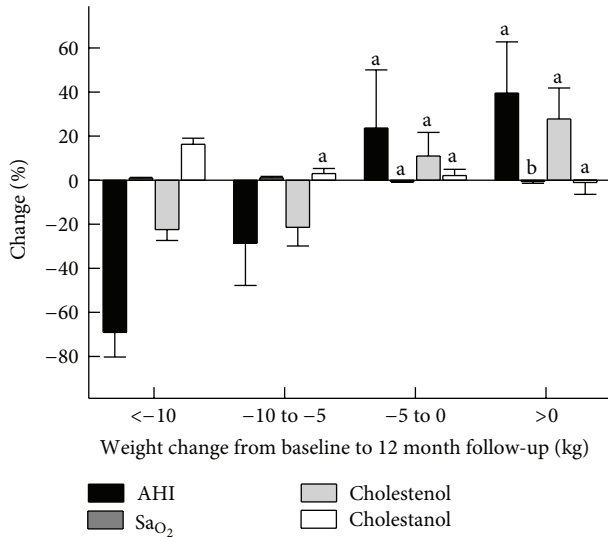 60
40
20
0
−20
−40
−60
−80
Change (%)
a
a
a
a
a
a
b
a
a
<−10
−10 to −5
−5 to 0
>0
Weight change from baseline to 12 month follow-up (kg)
AHI
SaO₂
Cholestenol
Cholestanol